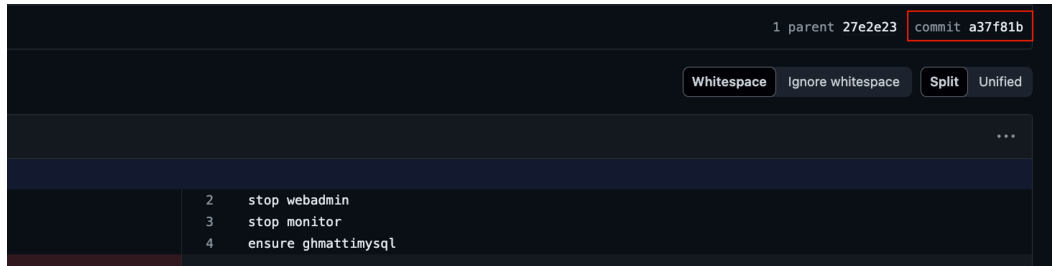 1 parent 27e2e23 commit a37f81b
Whitespace Ignore whitespace Split Unified
...
2 stop webadmin
3 stop monitor
4 ensure ghmattimysql